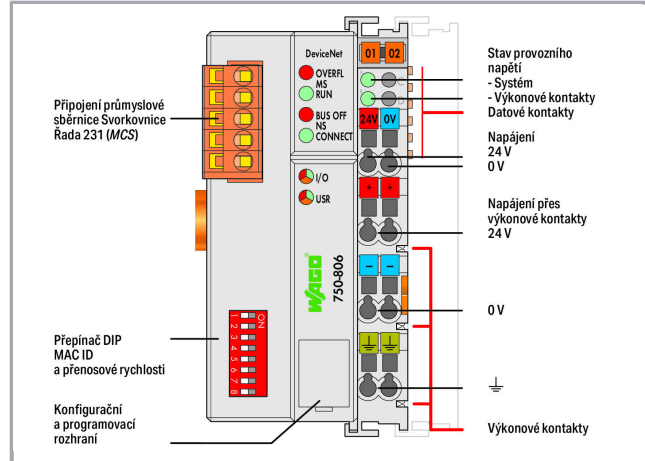 DeviceNet
OVERFL
MS
RUN
BUS OFF
NS
CONNECT
I/O
USR
WAGO
750-806
ON
1
2
3
4
5
6
7
8
01 02
24V 0V
+ +
− −
Připojení průmyslové
sběrnice Svorkovnice
Řada 231 (MCS)
Přepínač DIP
MAC ID
a přenosové rychlosti
Konfigurační
a programovací
rozhraní
Stav provozního
napětí
- Systém
- Výkonové kontakty
Datové kontakty
Napájení
24 V
0 V
Napájení přes
výkonové kontakty
24 V
0 V
Výkonové kontakty